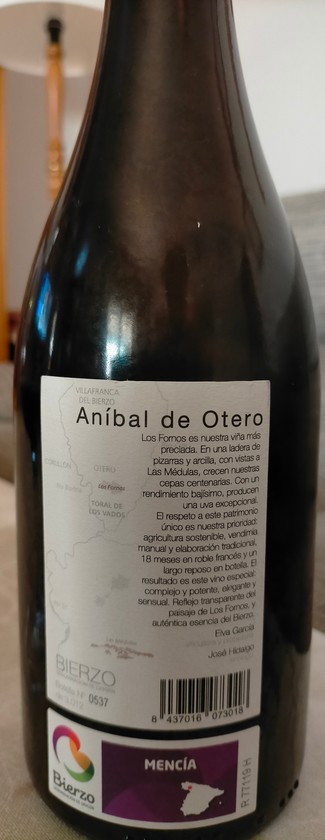 VILLAFRANCA
DEL BIERZO
Aníbal de Otero
Los Fornos es nuestra viña más
preciada. En una ladera de
pizarras y arcilla, con vistas a
Las Médulas, crecen nuestras
cepas centenarias. Con un
rendimiento bajísimo, producen
una uva excepcional.
El respeto a este patrimonio
único es nuestra prioridad:
agricultura sostenible, vendimia
manual y elaboración tradicional,
18 meses en roble francés y un
largo reposo en botella. El
resultado es este vino especial,
complejo y potente, elegante y
sensual. Reflejo transparente del
paisaje de Los Fornos, y
auténtica esencia del Bierzo.
CORULLÓN
OTERO
Los Fornos
TORAL DE
LOS VADOS
Elva García
José Hidalgo
BIERZO
Botella Nº 0537
8 437016 073018
Bierzo
MENCÍA
R 77119 H